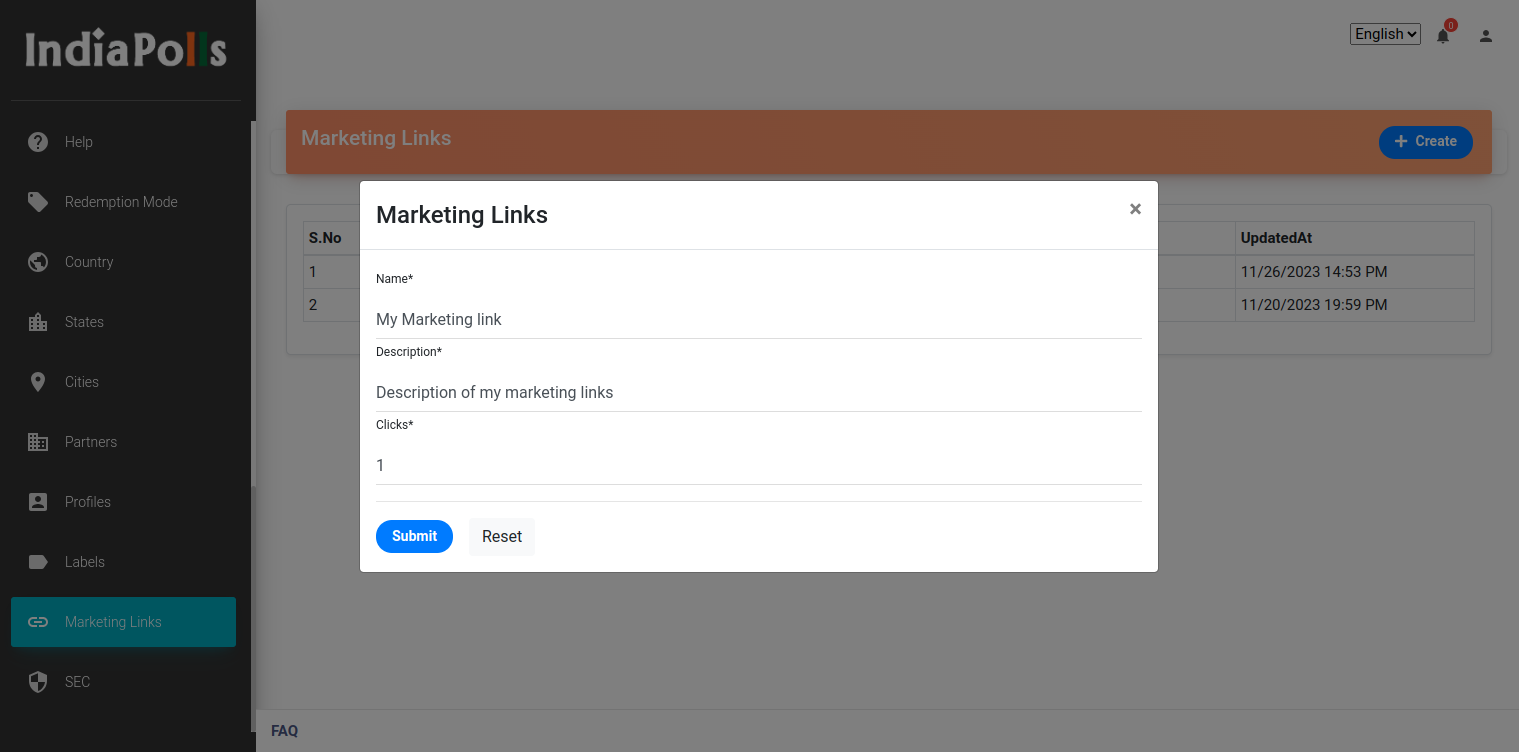 IndiaPolls
Help
Redemption Mode
Country
States
Cities
Partners
Profiles
Labels
Marketing Links
SEC
English
0
Marketing Links
+ Create
S.No
UpdatedAt
1
11/26/2023 14:53 PM
2
11/20/2023 19:59 PM
Marketing Links
×
Name*
My Marketing link
Description*
Description of my marketing links
Clicks*
1
Submit
Reset
FAQ